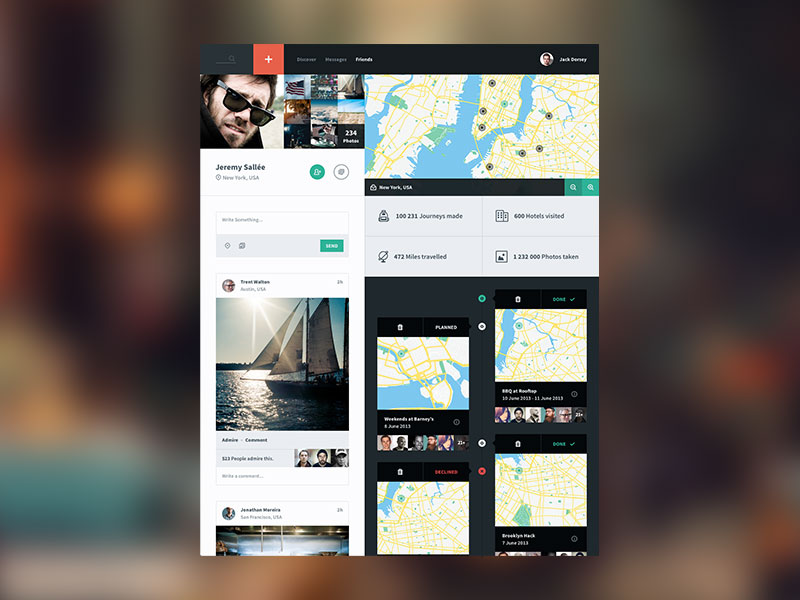 Discover Messages Friends
Jack Dorsey
234
Photos
Jeremy Sallée
New York, USA
New York, USA
100 231 Journeys made
600 Hotels visited
472 Miles travelled
1 232 000 Photos taken
Write Something...
SEND
Trent Walton
2h
Austin, USA
Admire - Comment
523 People admire this.
Write a comment...
Jonathan Moreira
2h
San Francisco, USA
DONE
BBQ at Rooftop
10 June 2013 - 11 June 2013
21+
PLANNED
Weekends at Barney's
8 June 2013
21+
DONE
Brooklyn Hack
7 June 2013
DECLINED